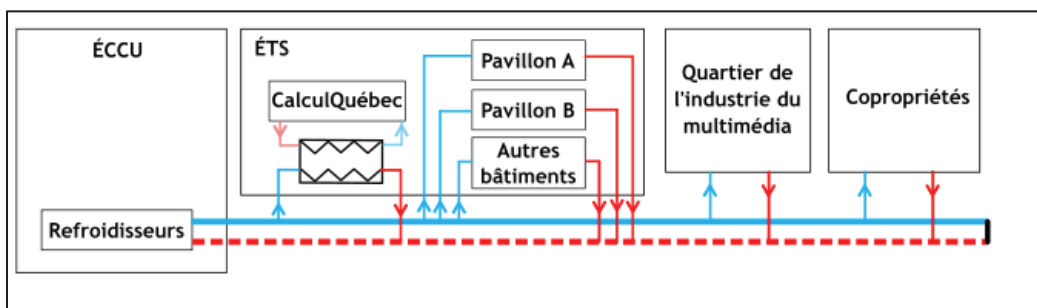 ÉCCU
Refroidisseurs
ÉTS
CalculQuébec
Pavillon A
Pavillon B
Autres
bâtiments
Quartier de
l'industrie du
multimédia
Copropriétés